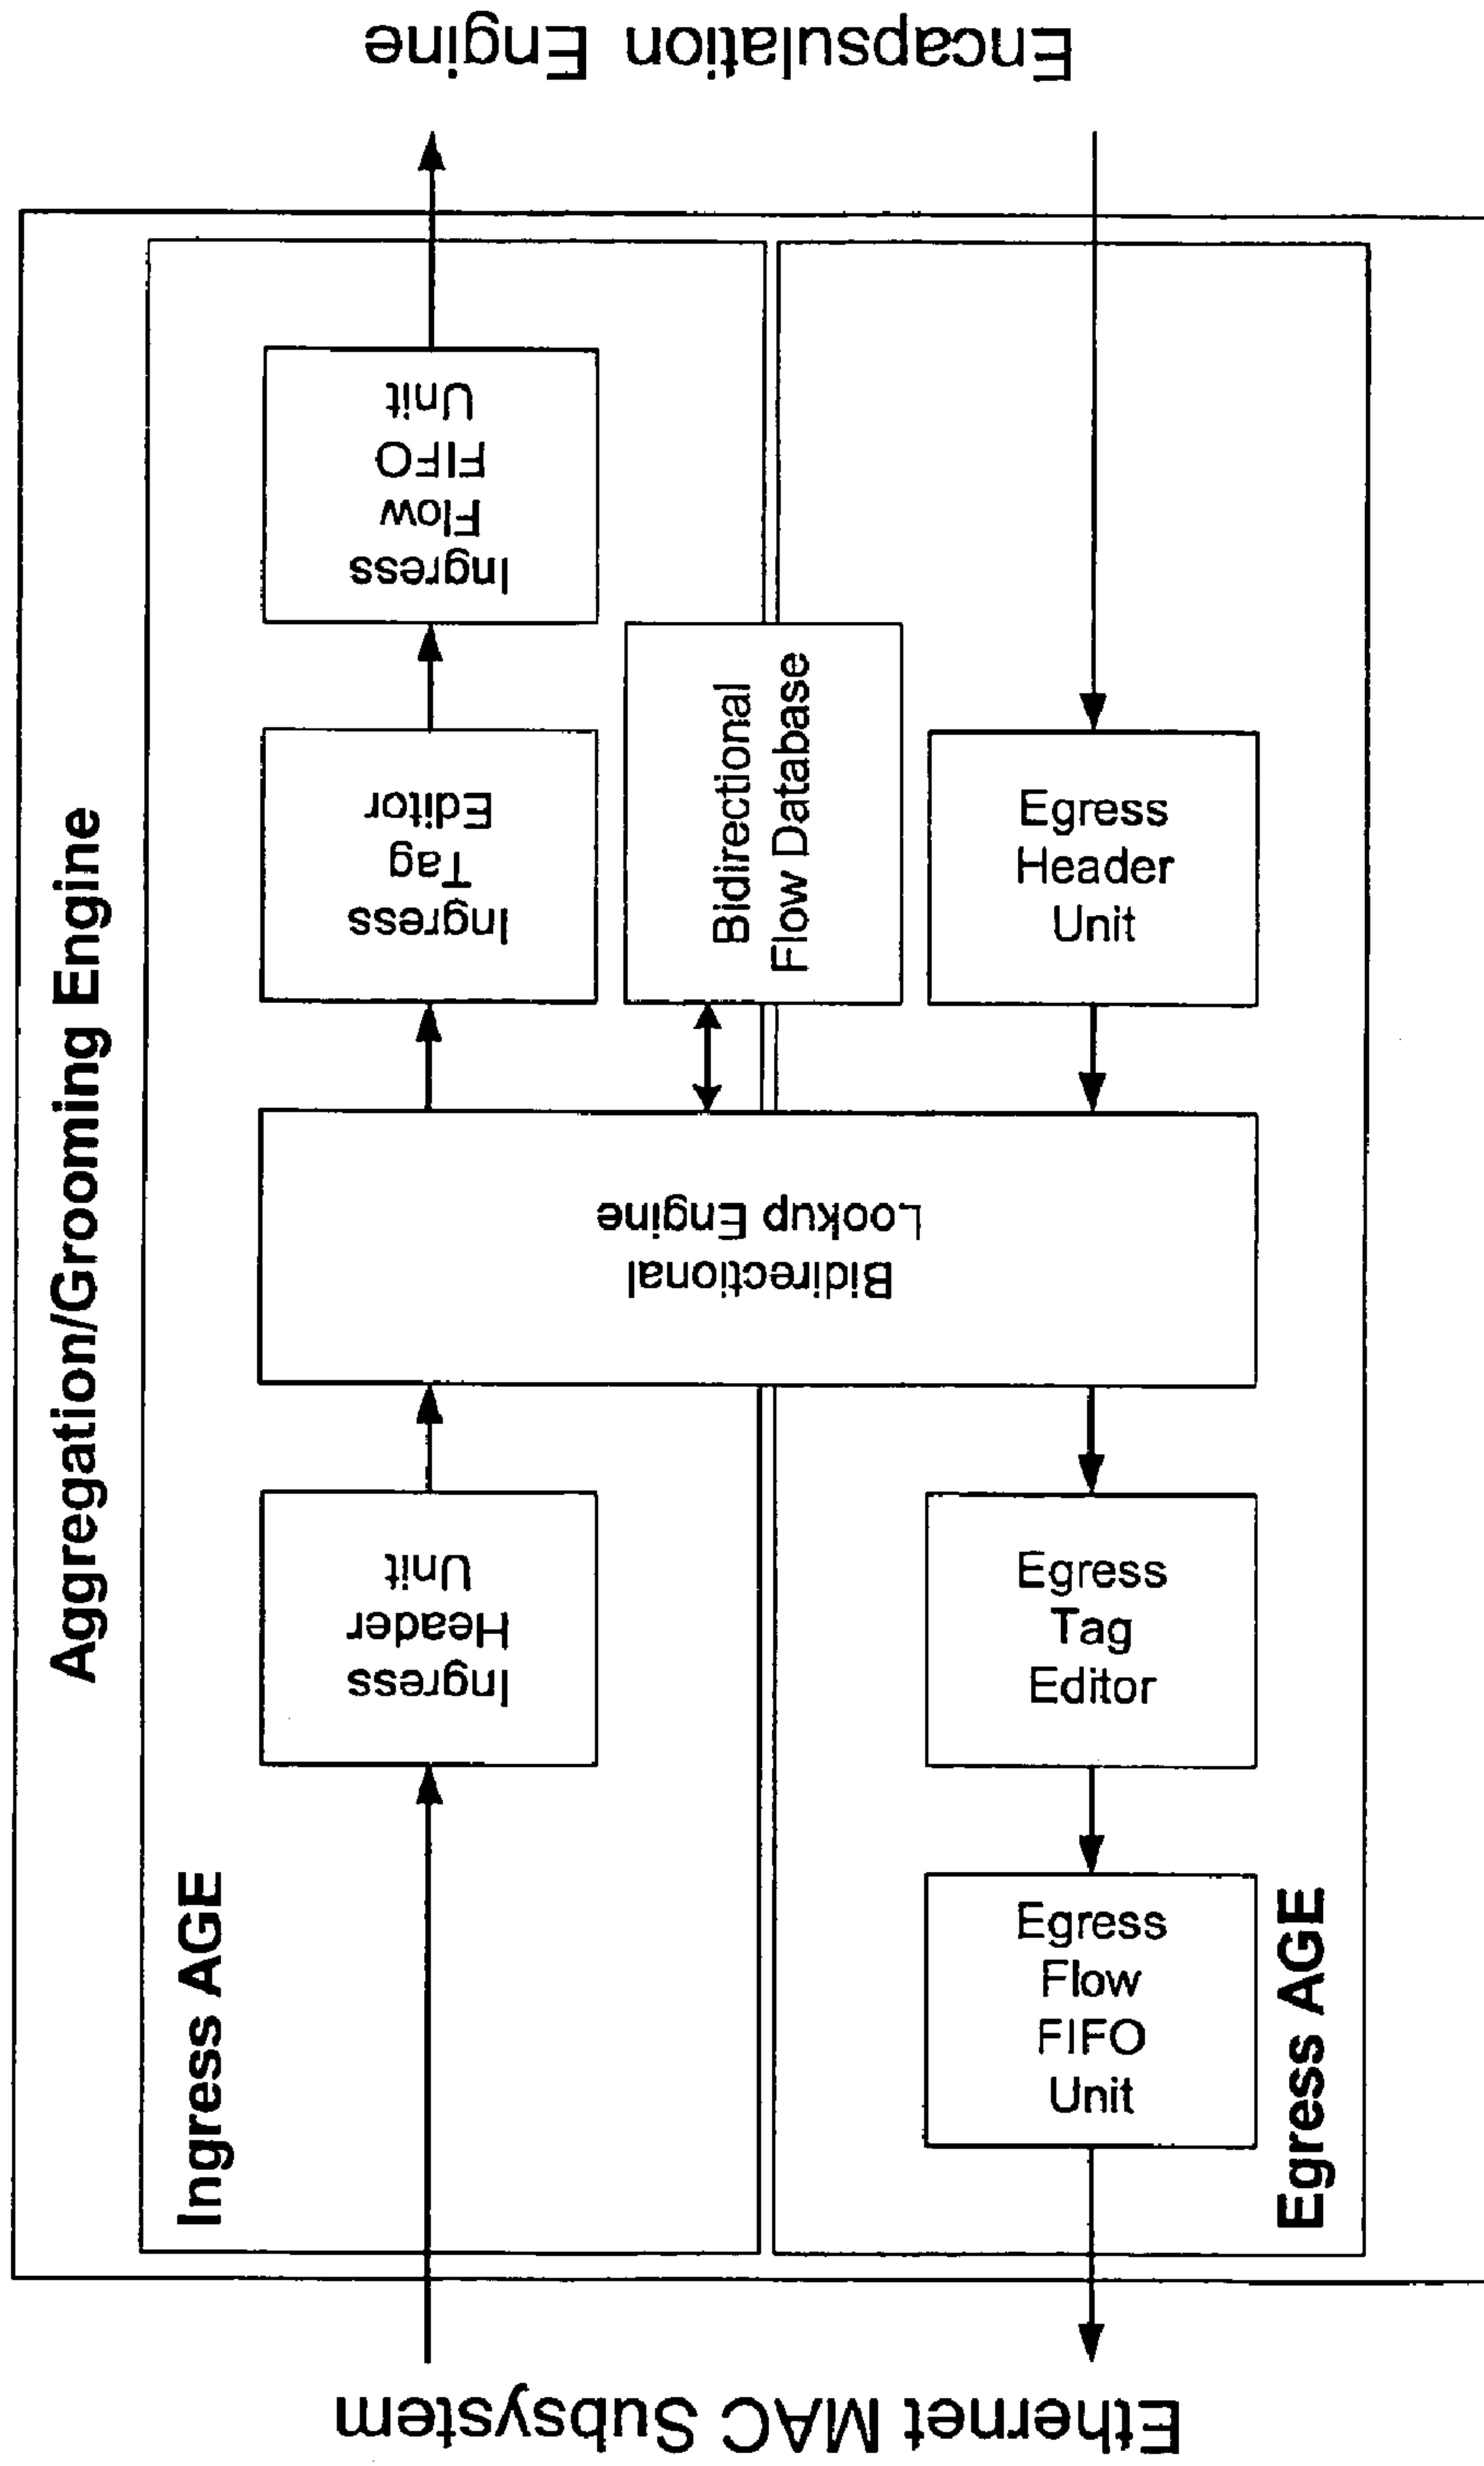 Aggregation/Grooming Engine
Ingress AGE
Ethernet MAC Subsystem
Encapsulation Engine
Ingress
Header
Unit
Bidirectional
Lookup Engine
Ingress
Tag
Editor
Ingress
Flow
FIFO
Unit
Bidirectional
Flow Database
Egress
Header
Unit
Egress
Tag
Editor
Egress
Flow
FIFO
Unit
Egress AGE